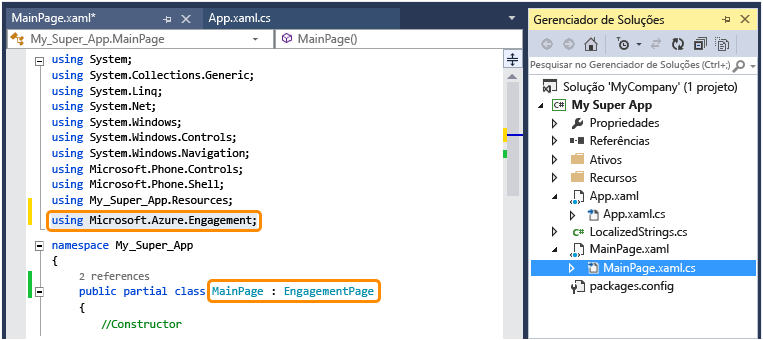 MainPage.xaml*
App.xaml.cs
My_Super_App.MainPage
MainPage()
using System;
using System.Collections.Generic;
using System.Linq;
using System.Net;
using System.Windows;
using System.Windows.Controls;
using System.Windows.Navigation;
using Microsoft.Phone.Controls;
using Microsoft.Phone.Shell;
using My_Super_App.Resources;
using Microsoft.Azure.Engagement;
namespace My_Super_App
{
2 references
public partial class MainPage : EngagementPage
{
//Constructor
Gerenciador de Soluções
Pesquisar no Gerenciador de Soluções (Ctrl+;)
Solução 'MyCompany' (1 projeto)
C# My Super App
Propriedades
Referências
Ativos
Recursos
App.xaml
App.xaml.cs
C# LocalizedStrings.cs
MainPage.xaml
MainPage.xaml.cs
packages.config